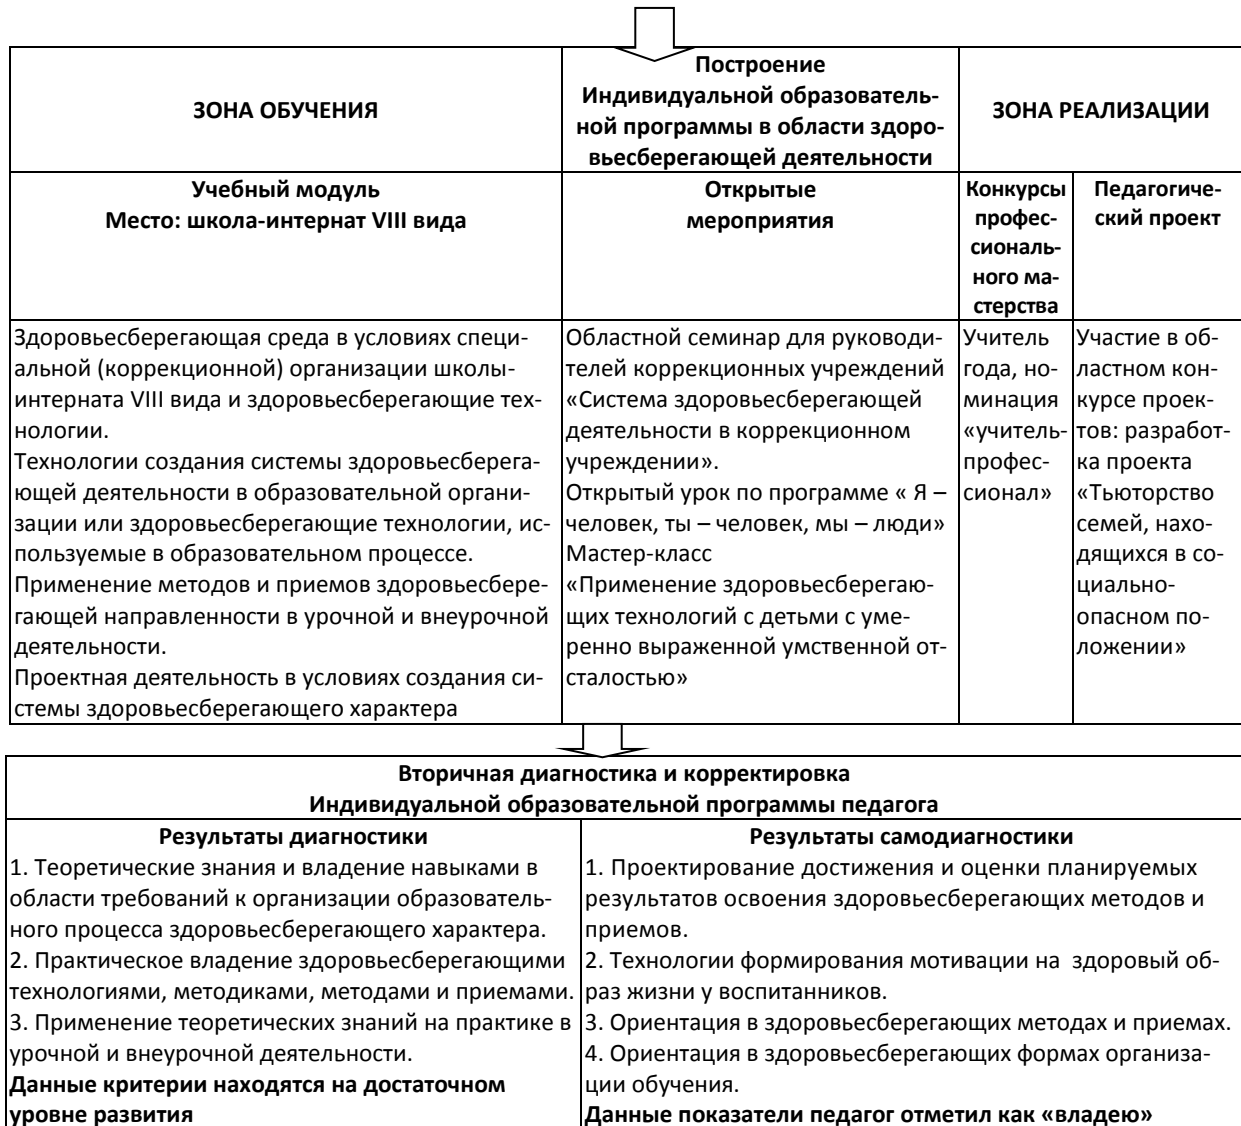 ЗОНА ОБУЧЕНИЯ
Построение
Индивидуальной образователь-
ной программы в области здоро-
вьесберегающей деятельности
ЗОНА РЕАЛИЗАЦИИ
Учебный модуль
Место: школа-интернат VIII вида
Открытые
мероприятия
Конкурсы
профес-
сиональ-
ного ма-
стерства
Педагогиче-
ский проект
Здоровьесберегающая среда в условиях специ-
альной (коррекционной) организации школы-
интерната VIII вида и здоровьесберегающие тех-
нологии.
Технологии создания системы здоровьесберега-
ющей деятельности в образовательной органи-
зации или здоровьесберегающие технологии, ис-
пользуемые в образовательном процессе.
Применение методов и приемов здоровьесбере-
гающей направленности в урочной и внеурочной
деятельности.
Проектная деятельность в условиях создания си-
стемы здоровьесберегающего характера
Областной семинар для руководи-
телей коррекционных учреждений
«Система здоровьесберегающей
деятельности в коррекционном
учреждении».
Открытый урок по программе « Я –
человек, ты – человек, мы – люди»
Мастер-класс
«Применение здоровьесберегаю-
щих технологий с детьми с уме-
ренно выраженной умственной от-
сталостью»
Учитель
года, но-
минация
«учитель-
профес-
сионал»
Участие в об-
ластном кон-
курсе проек-
тов: разработ-
ка проекта
«Тьюторство
семей, нахо-
дящихся в со-
циально-
опасном по-
ложении»
Вторичная диагностика и корректировка
Индивидуальной образовательной программы педагога
Результаты диагностики
1. Теоретические знания и владение навыками в
области требований к организации образователь-
ного процесса здоровьесберегающего характера.
2. Практическое владение здоровьесберегающими
технологиями, методиками, методами и приемами.
3. Применение теоретических знаний на практике в
урочной и внеурочной деятельности.
Данные критерии находятся на достаточном
уровне развития
Результаты самодиагностики
1. Проектирование достижения и оценки планируемых
результатов освоения здоровьесберегающих методов и
приемов.
2. Технологии формирования мотивации на  здоровый об-
раз жизни у воспитанников.
3. Ориентация в здоровьесберегающих методах и приемах.
4. Ориентация в здоровьесберегающих формах организа-
ции обучения.
Данные показатели педагог отметил как «владею»